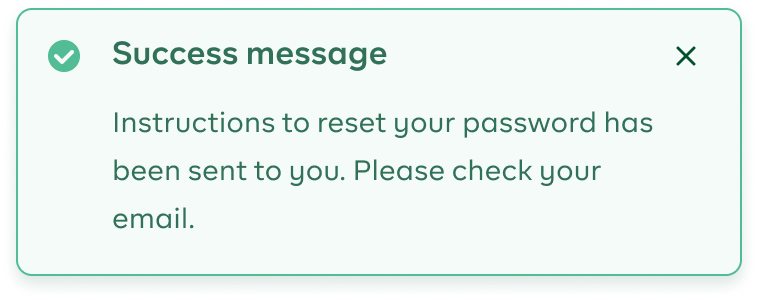 Success message
Instructions to reset your password has
been sent to you. Please check your
email.